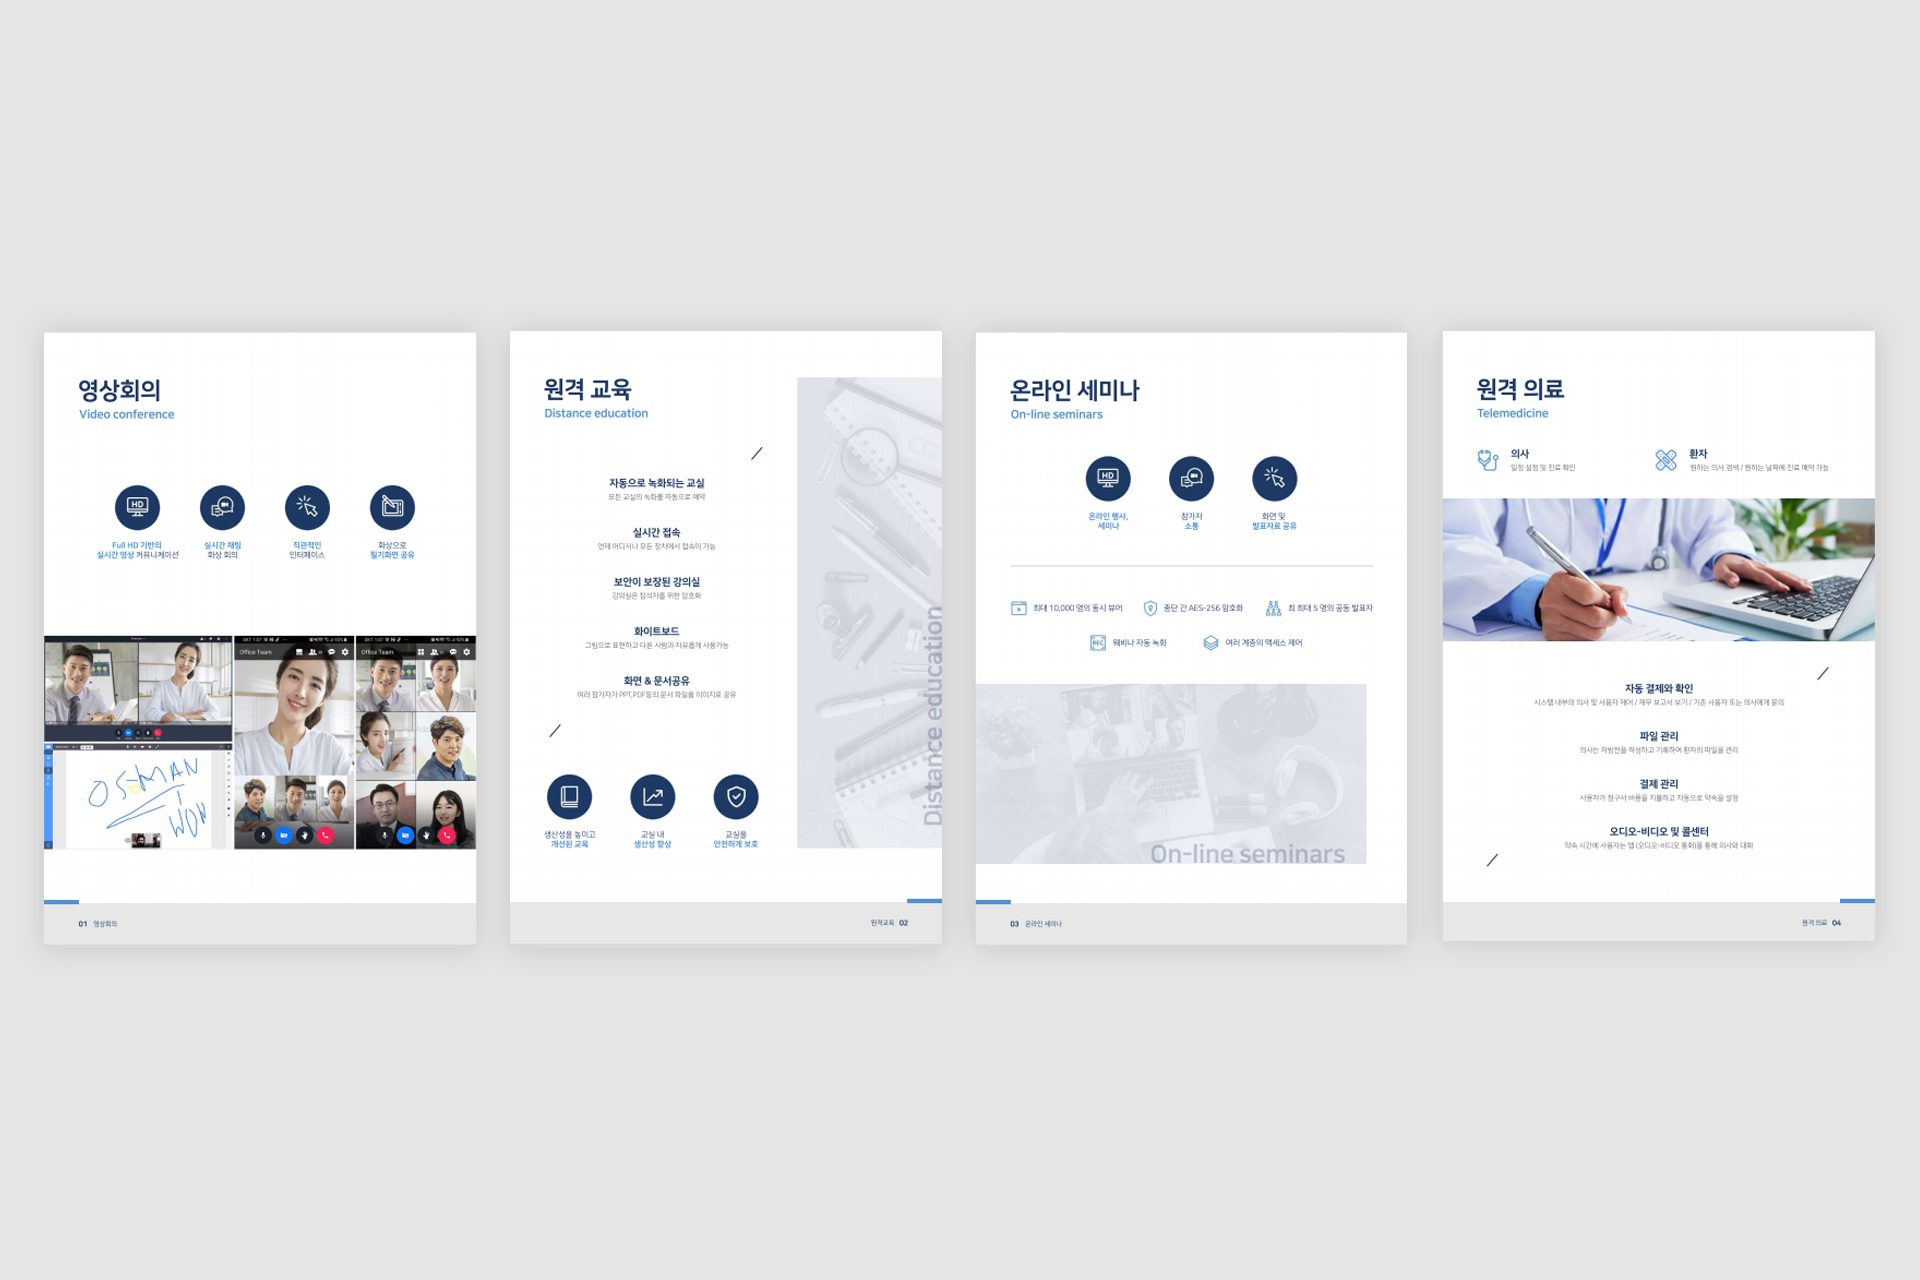 영상회의
Video conference
Full HD 기반의
실시간 영상 커뮤니케이션
실시간 채팅
화상 회의
직관적인
인터페이스
화상으로
필기화면 공유
Office Team
Office Team
OSMAN
WON
01 영상회의
원격 교육
Distance education
자동으로 녹화되는 교실
모든 교실의 녹화를 자동으로 예약
실시간 접속
언제 어디서나 모든 장치에서 접속이 가능
보안이 보장된 강의실
강의실은 참석자를 위한 암호화
화이트보드
그림으로 표현하고 다른 사람과 자유롭게 사용가능
화면 & 문서공유
여러 참가자가 PPT,PDF등의 문서 파일을 이미지로 공유
생산성을 높이고
개선된 교육
교실 내
생산성 향상
교실을
안전하게 보호
Distance education
원격교육 02
온라인 세미나
On-line seminars
HD
온라인 행사,
세미나
참가자
소통
화면 및
발표자료 공유
최대 10,000 명의 동시 뷰어
종단 간 AES-256 암호화
최 최대 5 명의 공동 발표자
REC
웨비나 자동 녹화
여러 계층의 액세스 제어
On-line seminars
03 온라인 세미나
원격 의료
Telemedicine
의사
일정 설정 및 진료 확인
환자
원하는 의사 검색 / 원하는 날짜에 진료 예약 가능
자동 결제와 확인
시스템 내부의 의사 및 사용자 제어 / 재무 보고서 보기 / 기존 사용자 또는 의사에게 문의
파일 관리
의사는 처방전을 작성하고 기록하여 환자의 파일을 관리
결제 관리
사용자가 청구서 비용을 지불하고 자동으로 약속을 설정
오디오-비디오 및 콜센터
약속 시간에 사용자는 앱 (오디오-비디오 통화)을 통해 의사와 대화
원격 의료 04